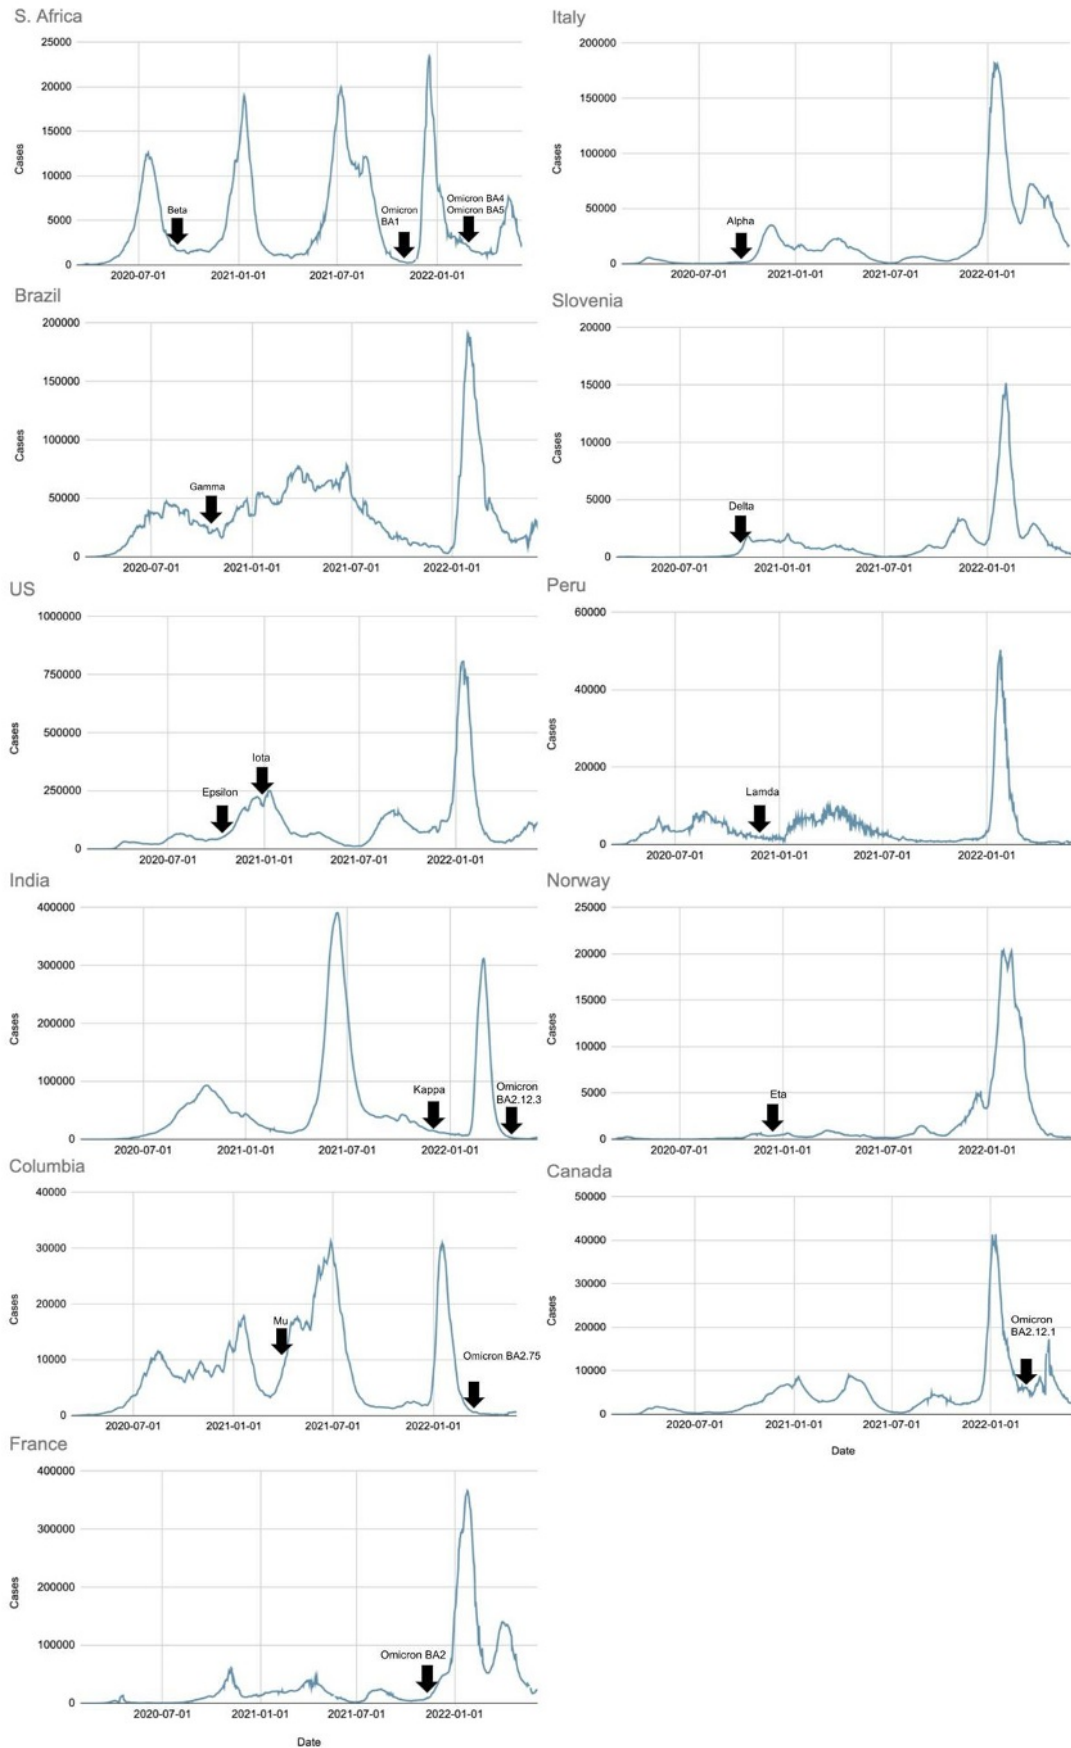 S. Africa
25000
20000
15000
10000
5000
0
Cases
Beta
Omicron
BA1
Omicron BA4
Omicron BA5
2020-07-01 2021-01-01 2021-07-01 2022-01-01
Italy
200000
150000
100000
50000
0
Cases
Alpha
2020-07-01 2021-01-01 2021-07-01 2022-01-01
Brazil
200000
150000
100000
50000
0
Cases
Gamma
2020-07-01 2021-01-01 2021-07-01 2022-01-01
Slovenia
20000
15000
10000
5000
0
Cases
Delta
2020-07-01 2021-01-01 2021-07-01 2022-01-01
US
1000000
750000
500000
250000
0
Cases
Epsilon
Iota
2020-07-01 2021-01-01 2021-07-01 2022-01-01
Peru
60000
40000
20000
0
Cases
Lamda
2020-07-01 2021-01-01 2021-07-01 2022-01-01
India
400000
300000
200000
100000
0
Cases
Kappa
Omicron
BA2.12.3
2020-07-01 2021-01-01 2021-07-01 2022-01-01
Norway
25000
20000
15000
10000
5000
0
Cases
Eta
2020-07-01 2021-01-01 2021-07-01 2022-01-01
Columbia
40000
30000
20000
10000
0
Cases
Mu
Omicron BA2.75
2020-07-01 2021-01-01 2021-07-01 2022-01-01
Canada
50000
40000
30000
20000
10000
0
Cases
Omicron
BA2.12.1
2020-07-01 2021-01-01 2021-07-01 2022-01-01
Date
France
400000
300000
200000
100000
0
Cases
Omicron BA2
2020-07-01 2021-01-01 2021-07-01 2022-01-01
Date